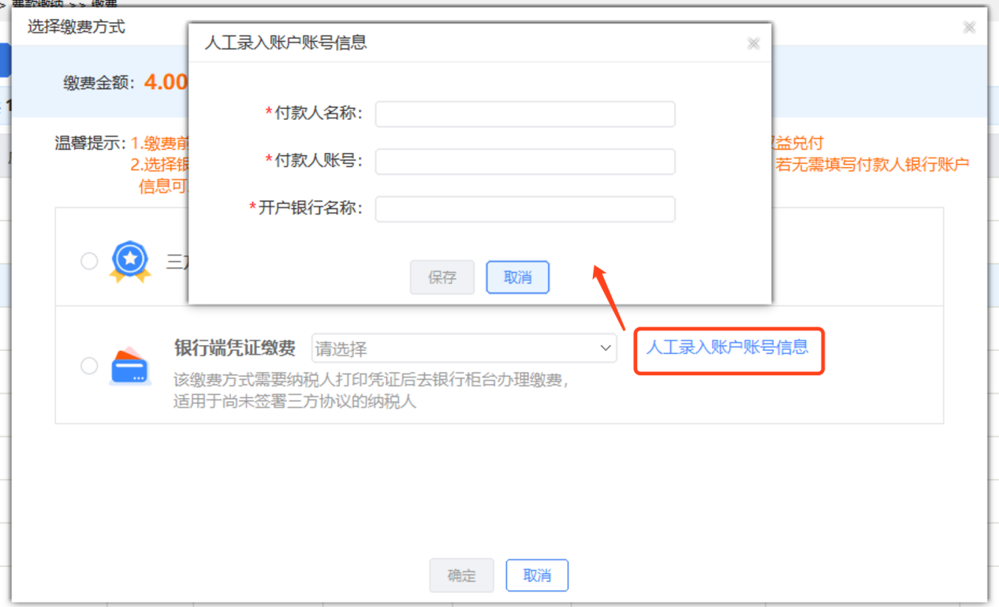 费款缴纳 >> 缴费
选择缴费方式
人工录入账户账号信息
缴费金额：4.00
*付款人名称：
*付款人账号：
*开户银行名称：
温馨提示：1.缴费前
益兑付
2.选择银
若无需填写付款人银行账户
信息可
保存
取消
三方
银行端凭证缴费
请选择
人工录入账户账号信息
该缴费方式需要纳税人打印凭证后去银行柜台办理缴费，
适用于尚未签署三方协议的纳税人
确定
取消